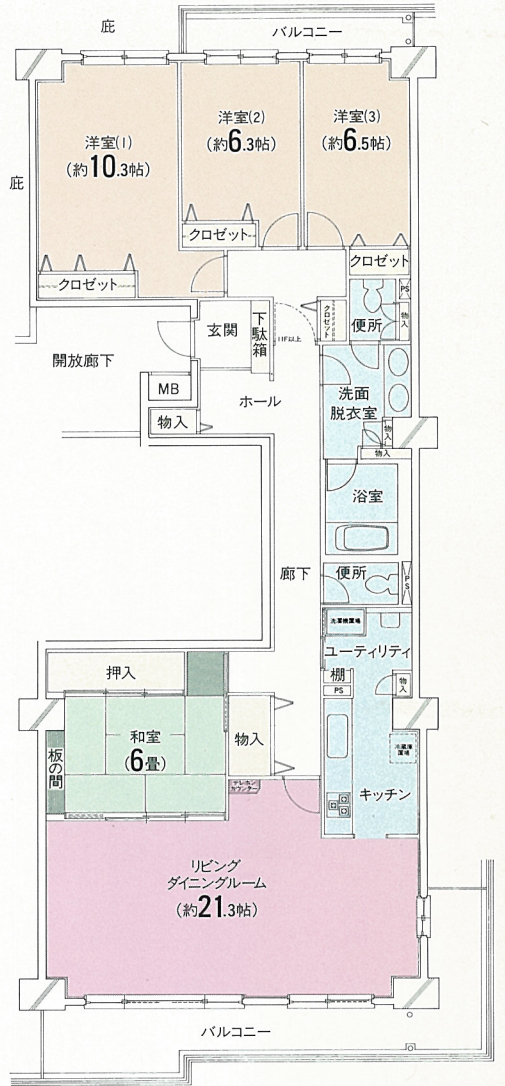 庇
バルコニー
庇
洋室(1)
(約10.3帖)
洋室(2)
(約6.3帖)
洋室(3)
(約6.5帖)
クロゼット
クロゼット
クロゼット
PS
物入
便所
クロゼット
玄関
下駄箱
11F以上
開放廊下
MB
物入
ホール
洗面
脱衣室
物入
物入
浴室
廊下
便所
PS
洗濯機置場
ユーティリティ
棚
PS
物入
押入
和室
(6畳)
板の間
物入
冷蔵庫
置場
キッチン
テレホン
カウンター
リビング
ダイニングルーム
(約21.3帖)
バルコニー